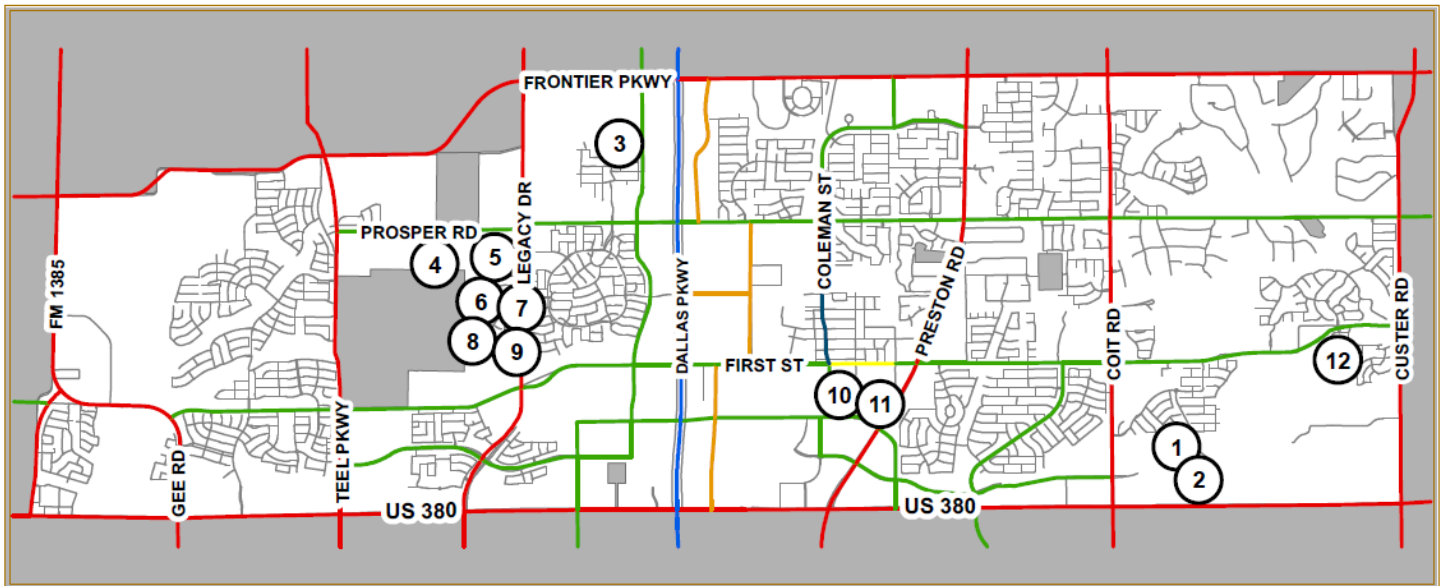 FRONTIER PKWY
3
LEGACY DR
COLEMAN ST
PROSPER RD
5
4
PRESTON RD
FM 1385
6
7
DALLAS PKWY
CUSTER RD
8
9
FIRST ST
COIT RD
12
10
11
TEEL PKWY
1
GEE RD
2
US 380
US 380